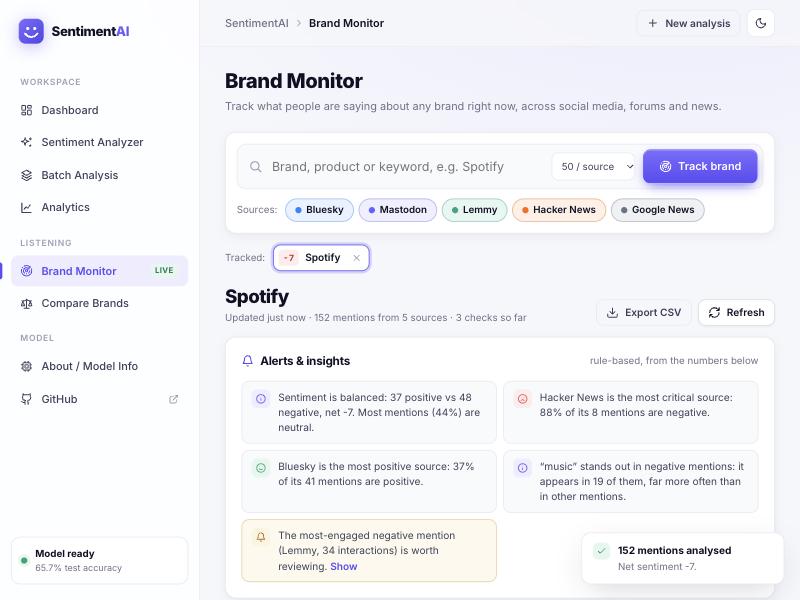 SentimentAI
WORKSPACE
Dashboard
Sentiment Analyzer
Batch Analysis
Analytics
LISTENING
Brand Monitor
LIVE
Compare Brands
MODEL
About / Model Info
GitHub
Model ready
65.7% test accuracy
SentimentAI > Brand Monitor
New analysis
Brand Monitor
Track what people are saying about any brand right now, across social media, forums and news.
Brand, product or keyword, e.g. Spotify
50 / source
Track brand
Sources: Bluesky Mastodon Lemmy Hacker News Google News
Tracked: -7 Spotify ×
Spotify
Updated just now · 152 mentions from 5 sources · 3 checks so far
Export CSV
Refresh
Alerts & insights
rule-based, from the numbers below
Sentiment is balanced: 37 positive vs 48
negative, net -7. Most mentions (44%) are
neutral.
Hacker News is the most critical source:
88% of its 8 mentions are negative.
Bluesky is the most positive source: 37%
of its 41 mentions are positive.
“music” stands out in negative mentions: it
appears in 19 of them, far more often than
in other mentions.
The most-engaged negative mention
(Lemmy, 34 interactions) is worth
reviewing. Show
152 mentions analysed
Net sentiment -7.